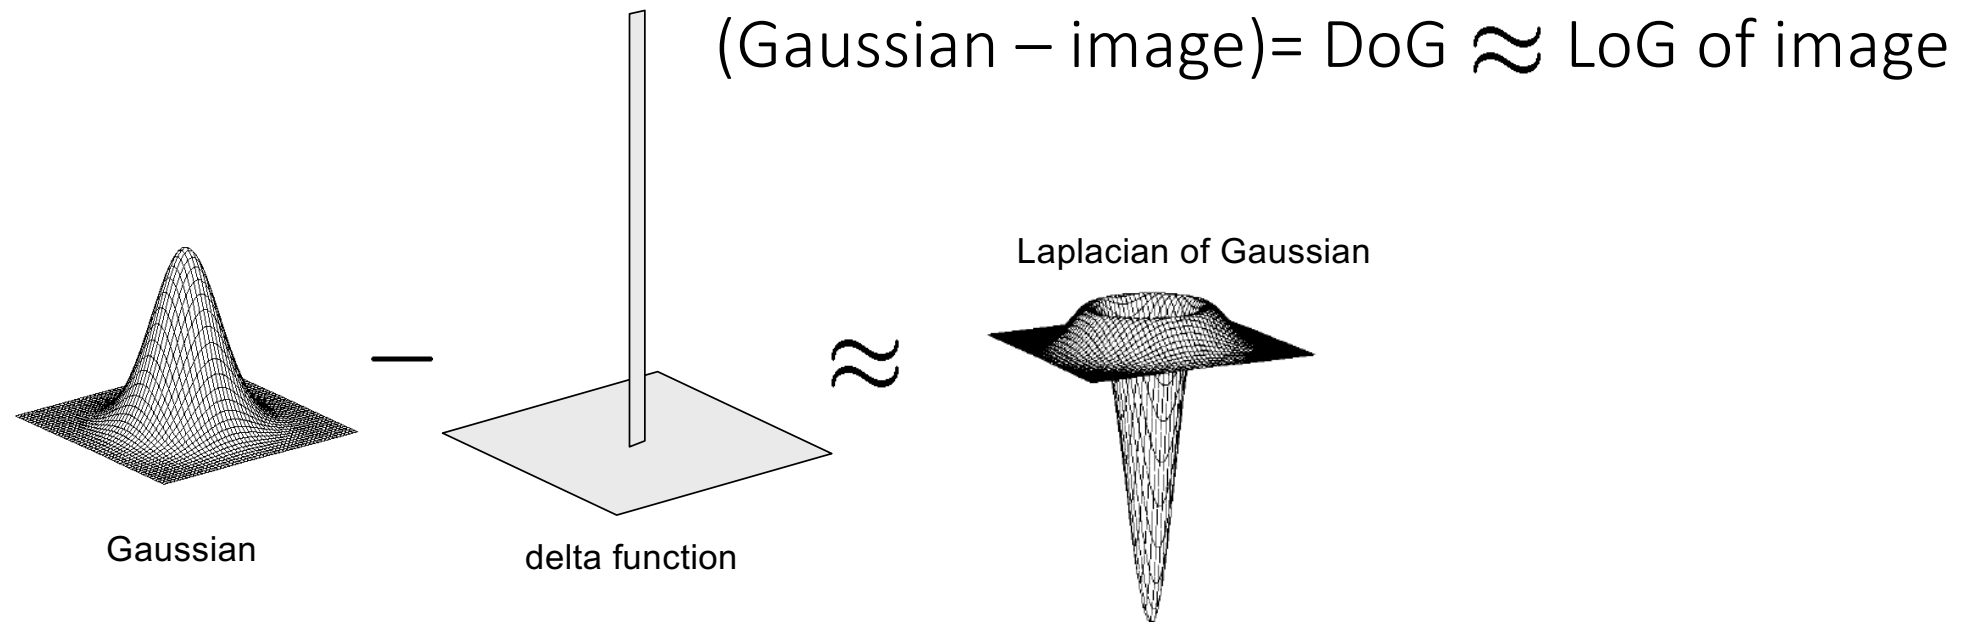 (Gaussian – image)= DoG ≈ LoG of image
Laplacian of Gaussian
—
≈
Gaussian
delta function